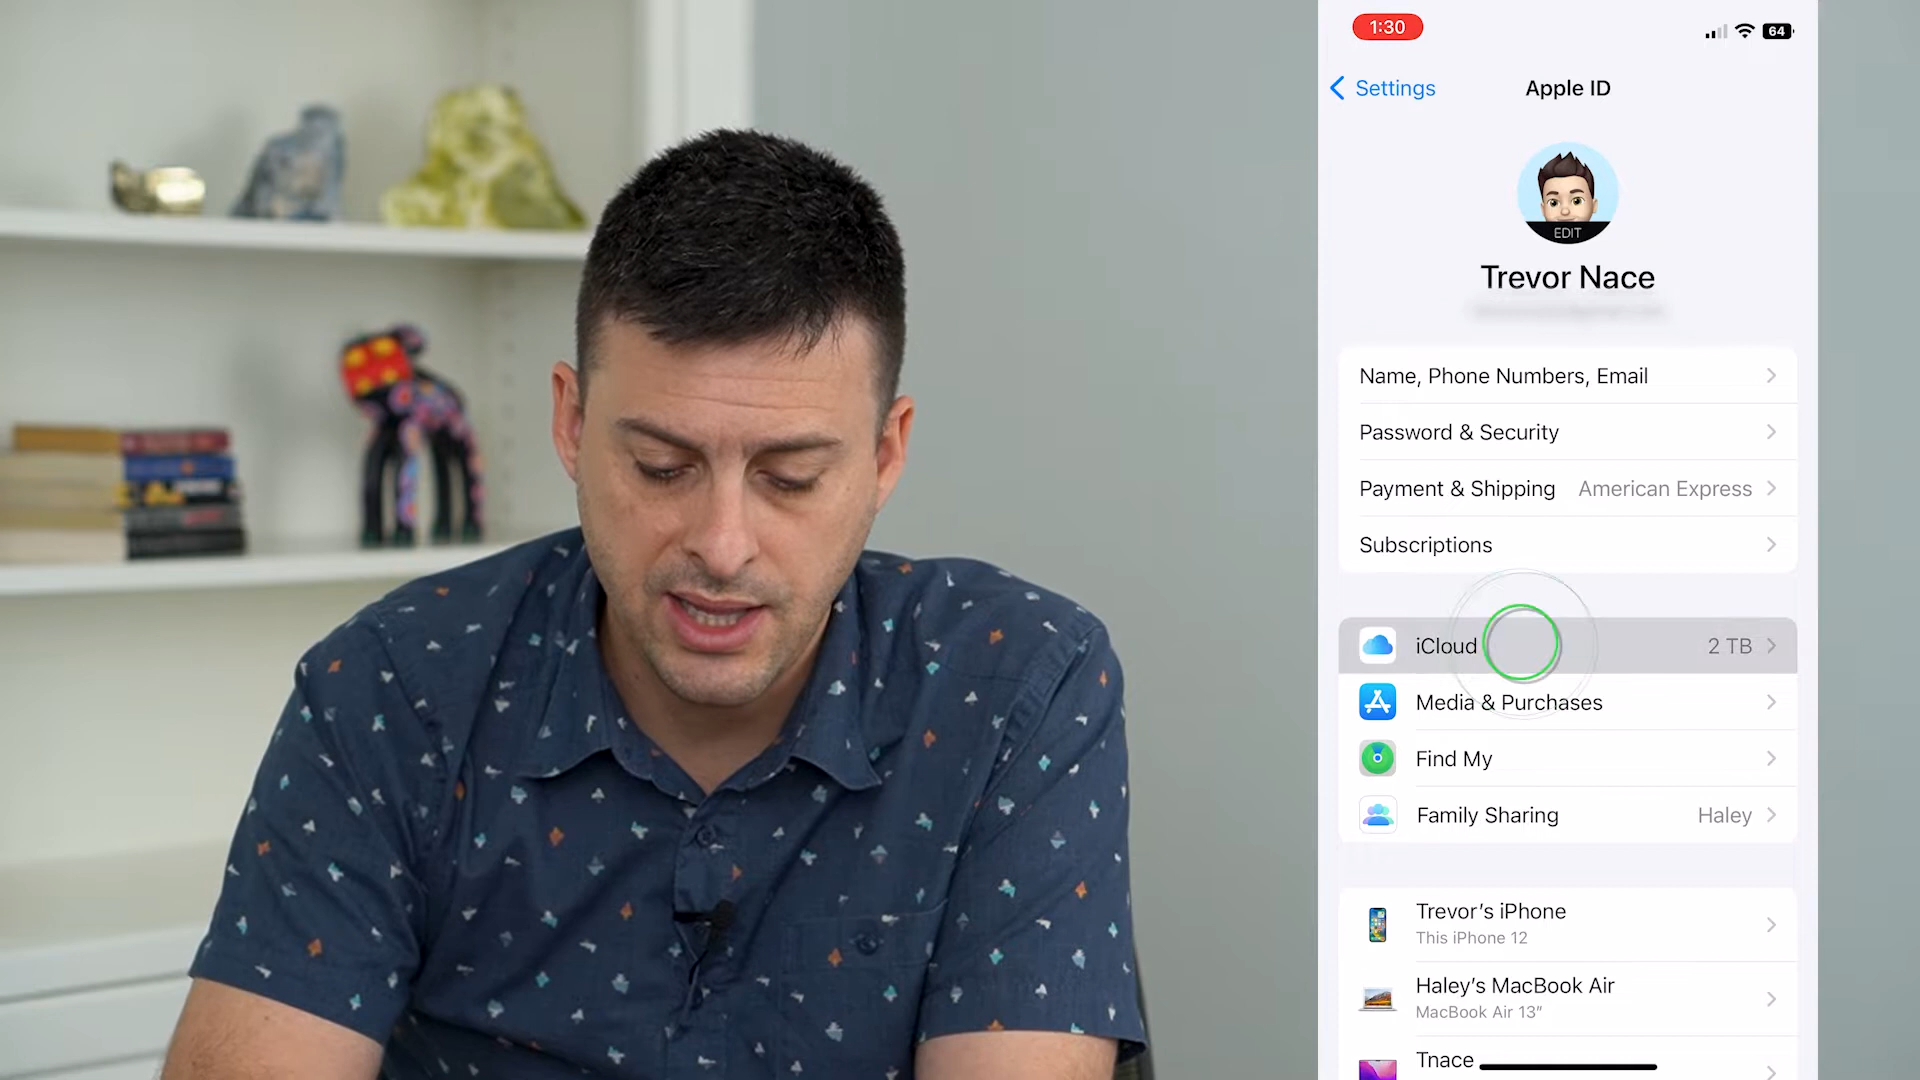 1:30
64
Settings
Apple ID
EDIT
Trevor Nace
Name, Phone Numbers, Email
Password & Security
Payment & Shipping American Express
Subscriptions
iCloud 2 TB
Media & Purchases
Find My
Family Sharing Haley
Trevor's iPhone
This iPhone 12
Haley's MacBook Air
MacBook Air 13"
Tnace